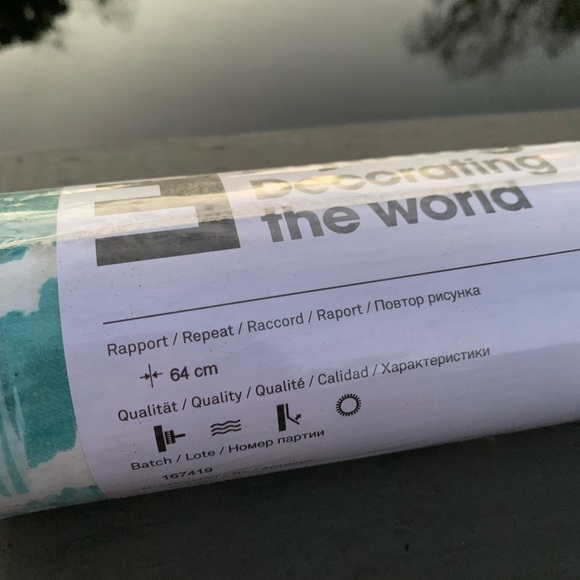 Decorating
the world
Rapport / Repeat / Raccord / Raport / Повтор рисунка
64 cm
Qualität / Quality / Qualité / Calidad / Характеристики
Batch / Lote / Номер партии
167419